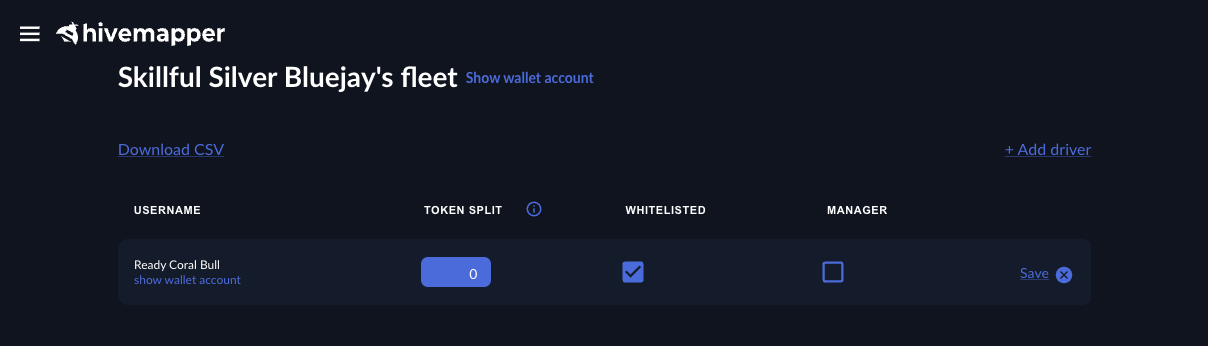 hivemapper
Skillful Silver Bluejay's fleet Show wallet account
Download CSV + Add driver
USERNAME TOKEN SPLIT WHITELISTED MANAGER
Ready Coral Bull
show wallet account
0
Save